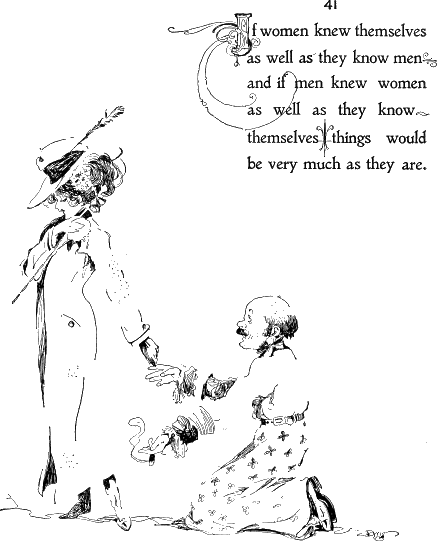 41
If women knew themselves
as well as they know men
and if men knew women
as well as they know
themselves things would
be very much as they are.